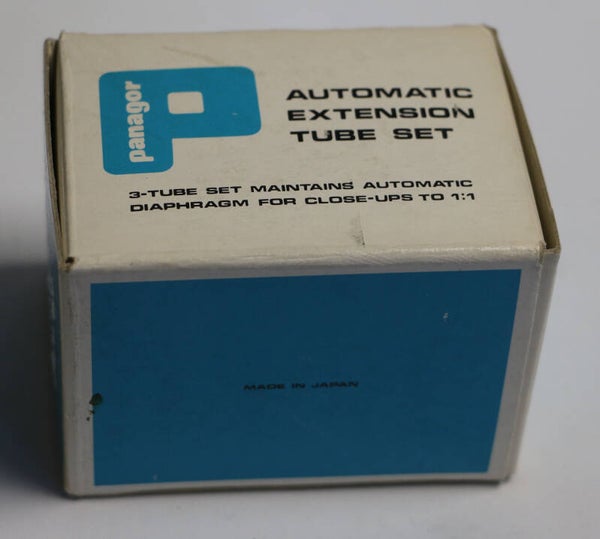 panagor
AUTOMATIC
EXTENSION
TUBE SET
3-TUBE SET MAINTAINS AUTOMATIC
DIAPHRAGM FOR CLOSE-UPS TO 1:1
MADE IN JAPAN